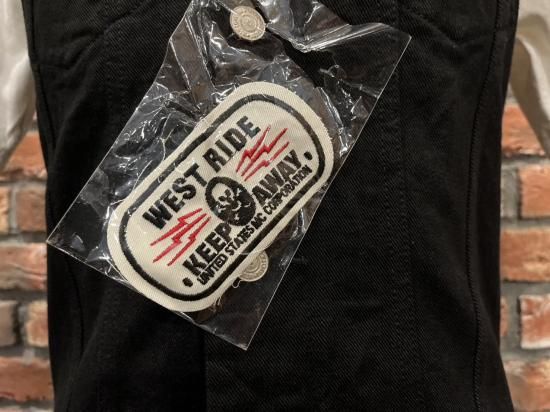 WEST RIDE
KEEP AWAY
UNITED STATES MC CORPORATION